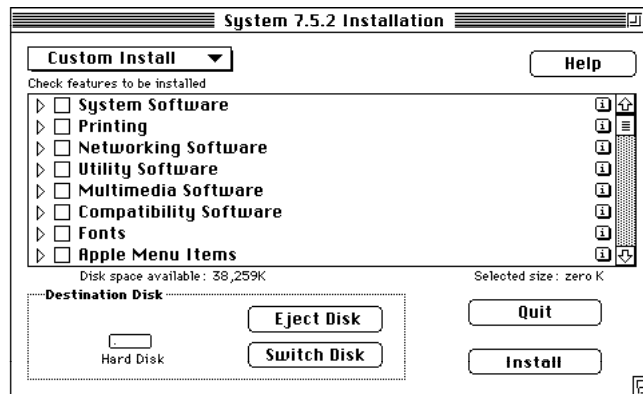 System 7.5.2 Installation
Custom Install
Help
Check features to be installed
System Software
Printing
Networking Software
Utility Software
Multimedia Software
Compatibility Software
Fonts
Apple Menu Items
Disk space available: 38,259K
Selected size: zero K
Destination Disk
Eject Disk
Quit
Hard Disk
Switch Disk
Install